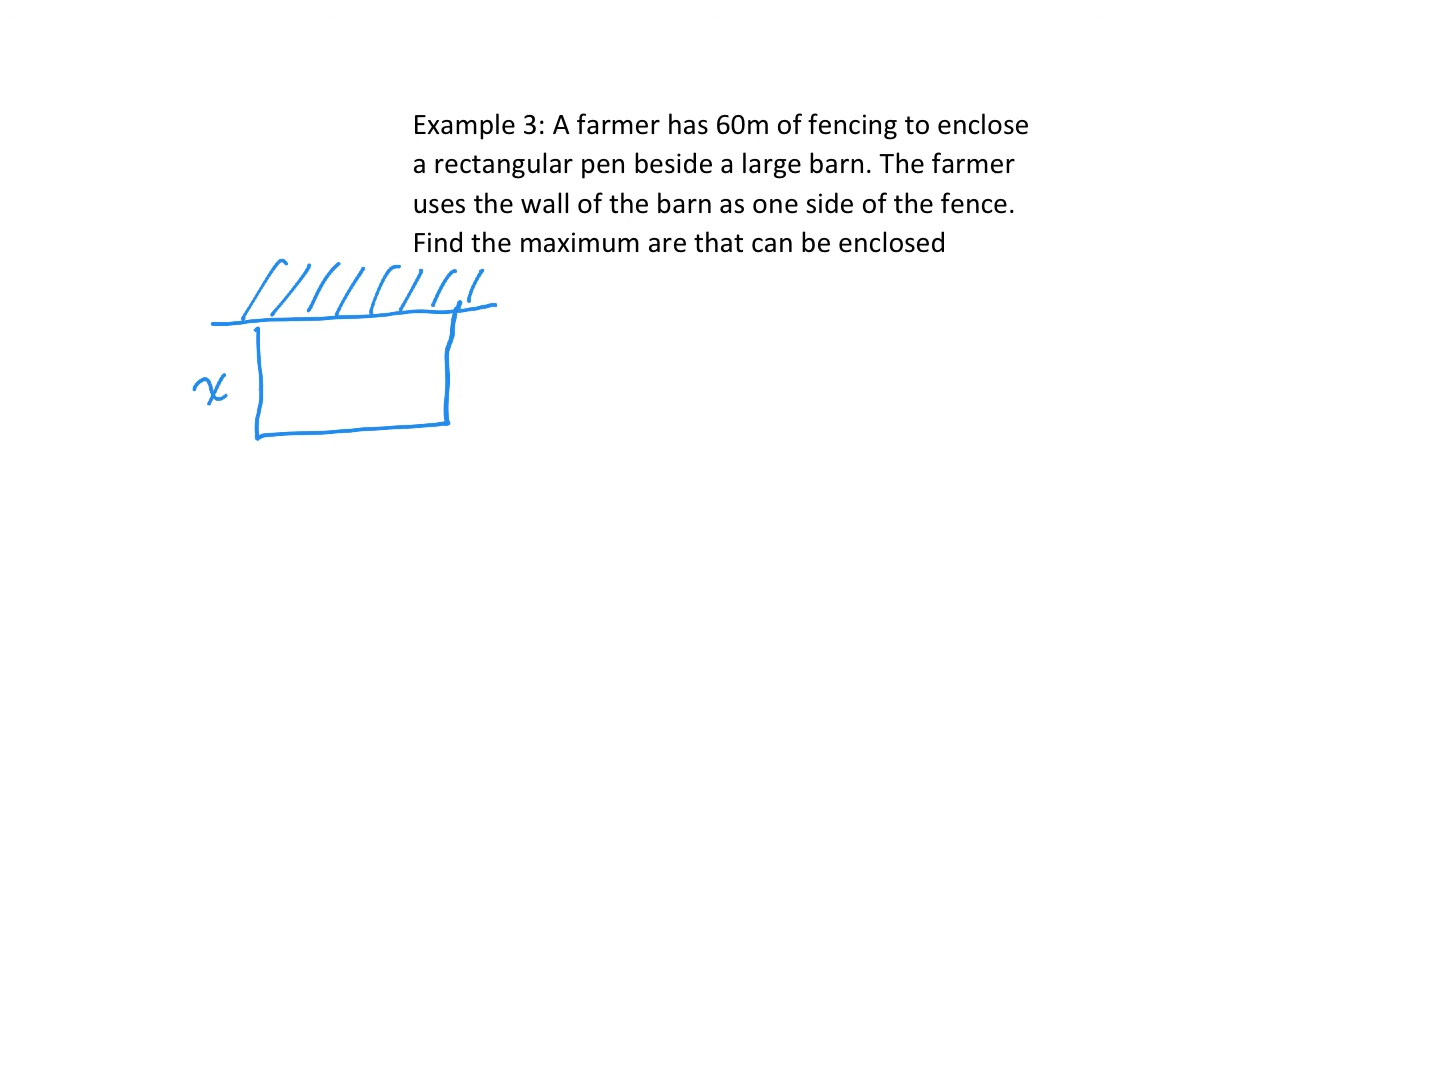 Example 3: A farmer has 60m of fencing to enclose
a rectangular pen beside a large barn. The farmer
uses the wall of the barn as one side of the fence.
Find the maximum are that can be enclosed
x